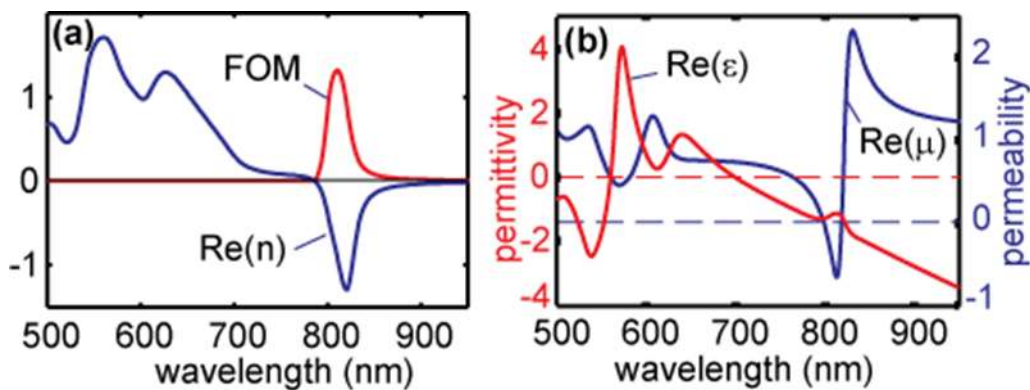 (a)
FOM
Re(n)
1
0
-1
500 600 700 800 900
wavelength (nm)
(b)
Re(ε)
Re(μ)
permittivity
4
2
0
-2
-4
2
1
0
-1
permeability
500 600 700 800 900
wavelength (nm)